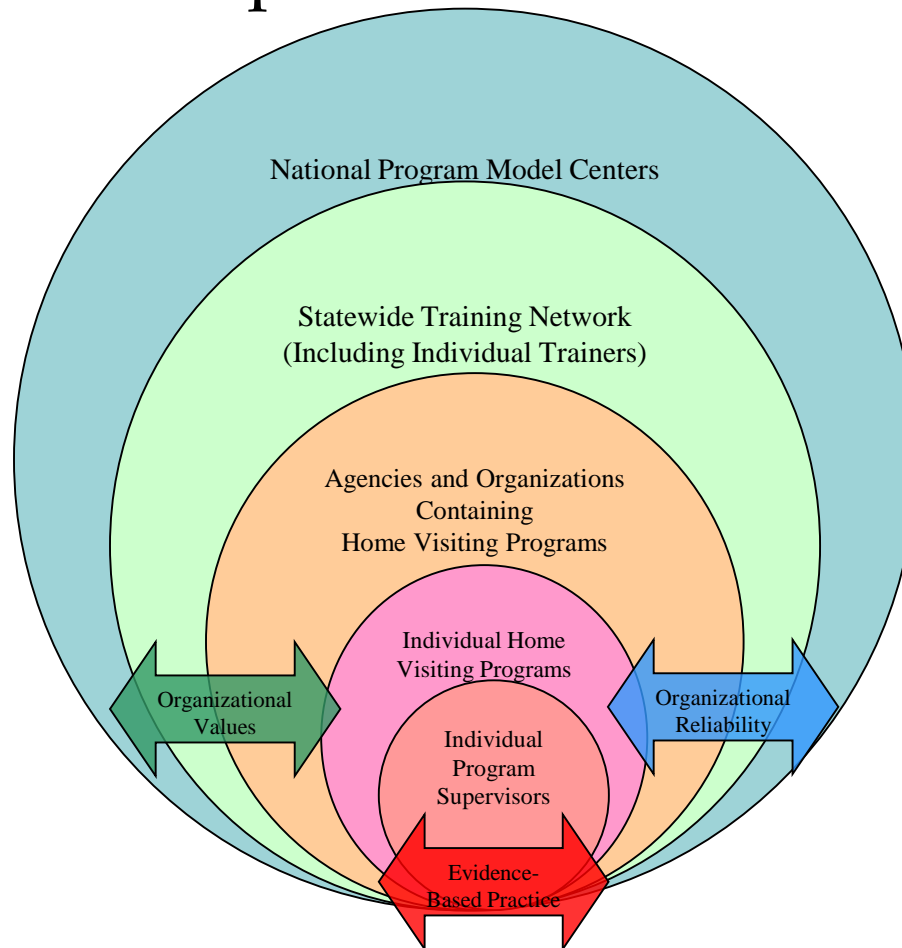 National Program Model Centers
Statewide Training Network
(Including Individual Trainers)
Agencies and Organizations
Containing
Home Visiting Programs
Individual Home
Visiting Programs
Organizational
Values
Organizational
Reliability
Individual
Program
Supervisors
Evidence-
Based Practice